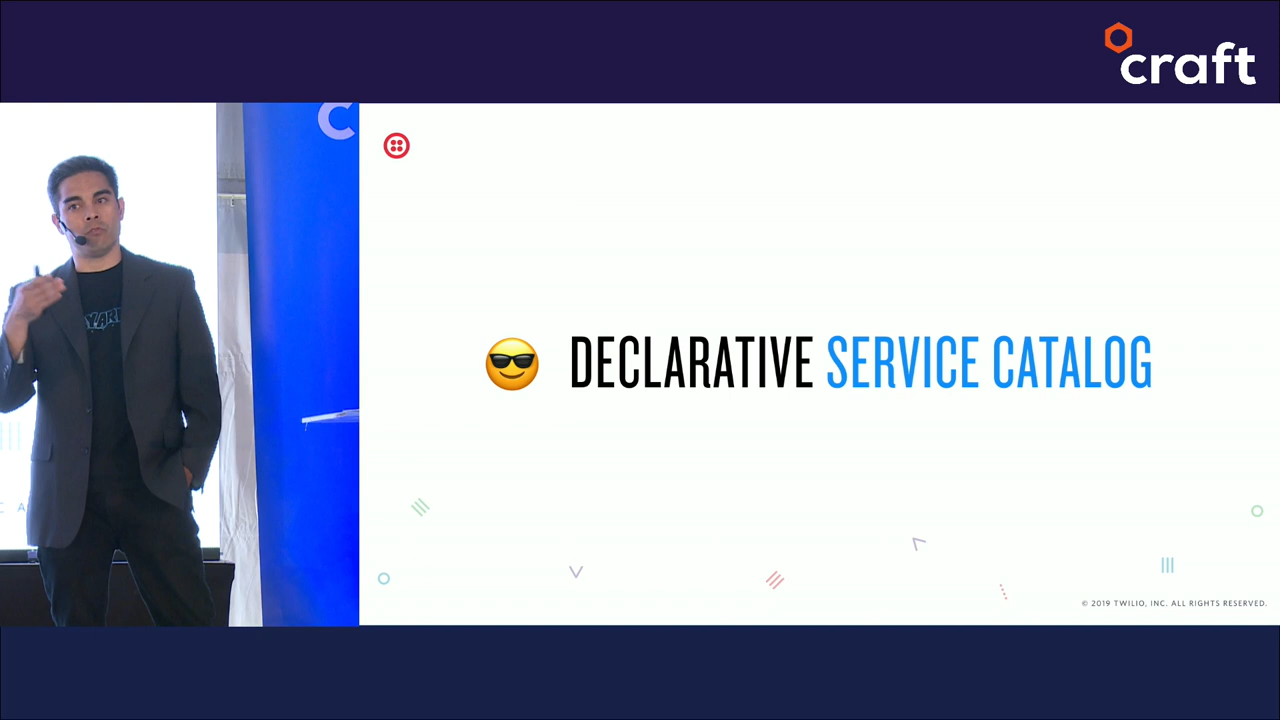 craft
DECLARATIVE SERVICE CATALOG
© 2019 TWILIO, INC. ALL RIGHTS RESERVED.